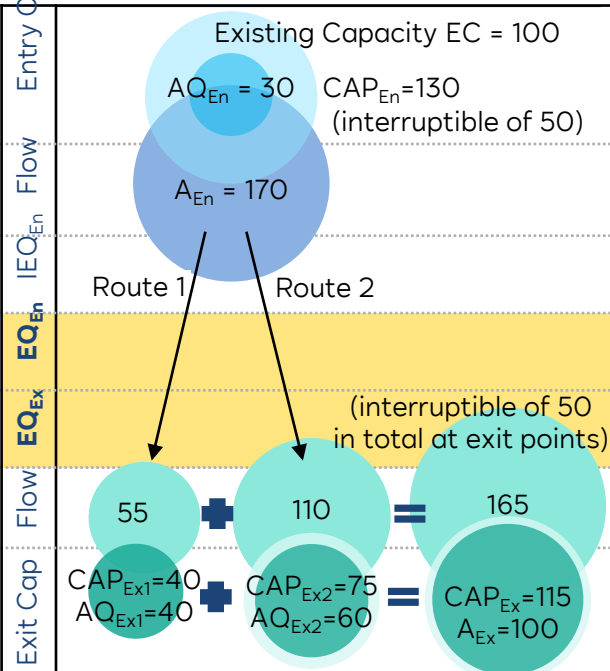 Entry C
Existing Capacity EC = 100
AQEn = 30
CAPEn=130
(interruptible of 50)
Flow
AEn = 170
IEQEn
Route 1
Route 2
EQEn
EQEx
(interruptible of 50
in total at exit points)
Flow
55
110
165
Exit Cap
CAPEx1=40
AQEx1=40
CAPEx2=75
AQEx2=60
CAPEx=115
AEx=100